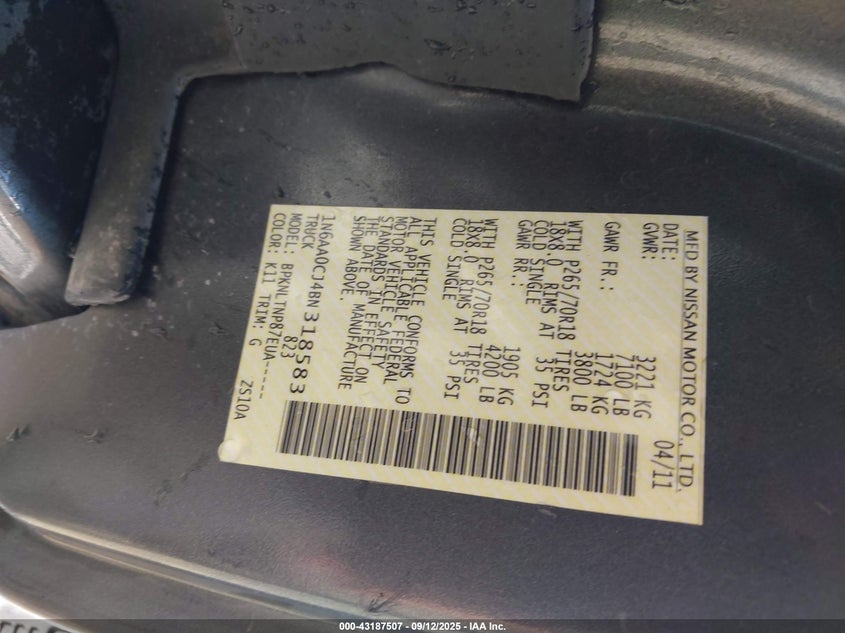 MFD BY NISSAN MOTOR CO., LTD.
DATE: 04/11
GVWR: 3221 KG
7100 LB
GAWR FR.: 1724 KG
3800 LB
WITH P265/70R18 TIRES
18X8.0 RIMS AT 35 PSI
COLD SINGLE
GAWR RR.: 1905 KG
4200 LB
WITH P265/70R18 TIRES
18X8.0 RIMS AT 35 PSI
COLD SINGLE
THIS VEHICLE CONFORMS TO
ALL APPLICABLE FEDERAL
MOTOR VEHICLE SAFETY
STANDARDS IN EFFECT ON
THE DATE OF MANUFACTURE
SHOWN ABOVE.
1N6AA0CJ4BN318583
TRUCK 823
MODEL: BPKNLTNP87EUA-----
COLOR: K11 TRIM: G ZS10A
000-43187507 - 09/12/2025 - IAA Inc.